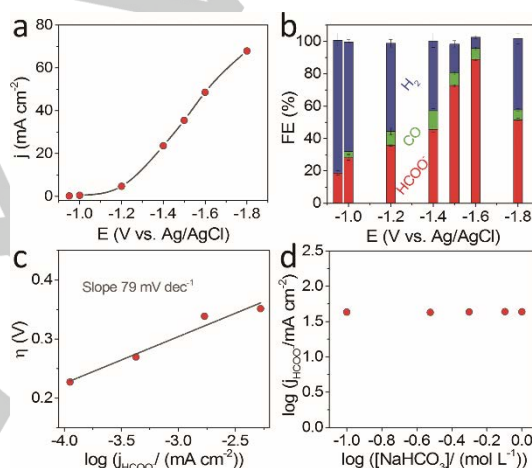 a
j (mA cm⁻²)
80
60
40
20
0
-1.0 -1.2 -1.4 -1.6 -1.8
E (V vs. Ag/AgCl)
b
FE (%)
100
80
60
40
20
0
H₂
CO
HCOO⁻
-1.0 -1.2 -1.4 -1.6 -1.8
E (V vs. Ag/AgCl)
c
η (V)
0.4
0.3
0.2
Slope 79 mV dec⁻¹
-4.0 -3.5 -3.0 -2.5
log (j_HCOO⁻/ (mA cm⁻²))
d
log (j_HCOO⁻/mA cm⁻²)
2.5
2.0
1.5
1.0
0.5
0.0
-1.0 -0.8 -0.6 -0.4 -0.2 0.0
log ([NaHCO₃]/ (mol L⁻¹))